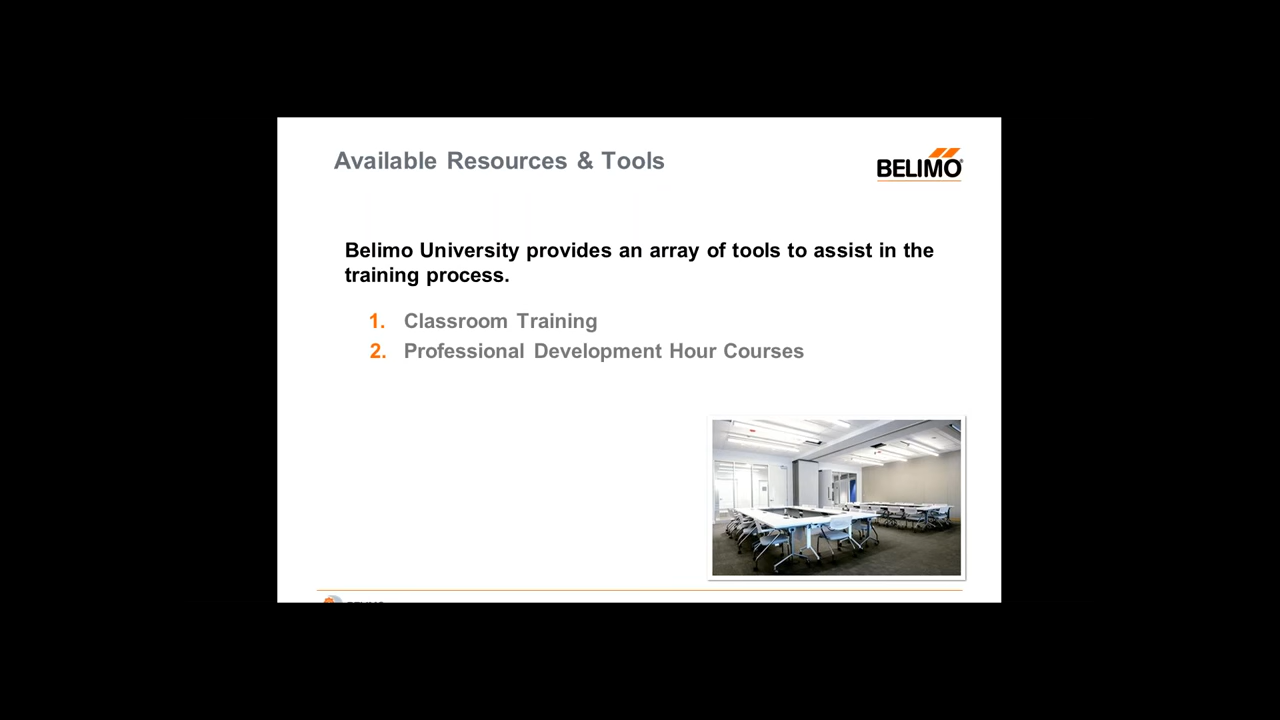 Available Resources & Tools
BELIMO
Belimo University provides an array of tools to assist in the
training process.
1. Classroom Training
2. Professional Development Hour Courses